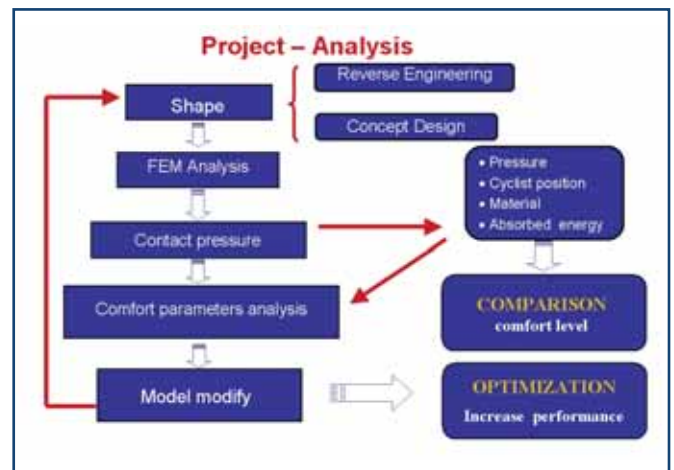 Project – Analysis
Reverse Engineering
Shape
Concept Design
FEM Analysis
• Pressure
• Cyclist position
• Material
• Absorbed energy
Contact pressure
Comfort parameters analysis
COMPARISON
comfort level
Model modify
OPTIMIZATION
Increase performance